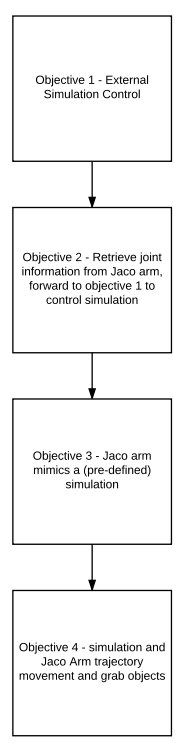 Objective 1 - External
Simulation Control
Objective 2 - Retrieve joint
information from Jaco arm,
forward to objective 1 to
control simulation
Objective 3 - Jaco arm
mimics a (pre-defined)
simulation
Objective 4 - simulation and
Jaco Arm trajectory
movement and grab objects